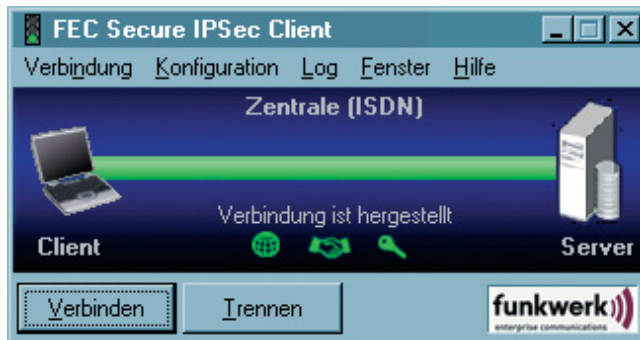 FEC Secure IPSec Client
Verbindung Konfiguration Log Fenster Hilfe
Zentrale (ISDN)
Verbindung ist hergestellt
Client Server
Verbinden Trennen
funkwerk
enterprise communications